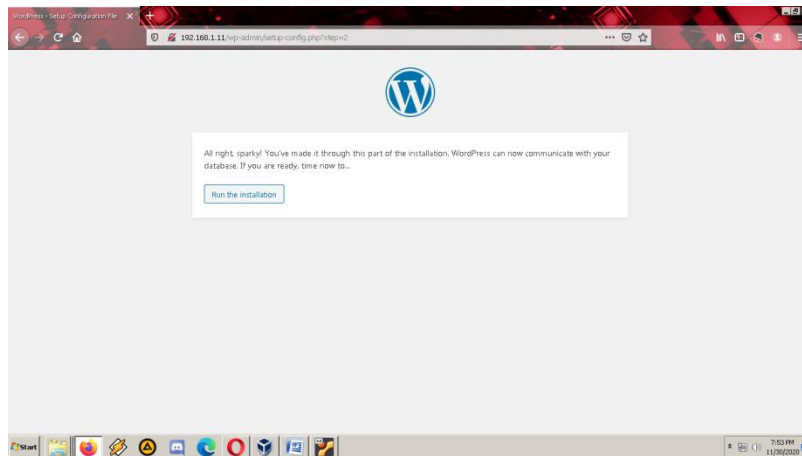 WordPress › Setup Configuration File
192.168.1.11/wp-admin/setup-config.php?step=2
All right, sparky! You've made it through this part of the installation. WordPress can now communicate with your
database. If you are ready, time now to…
Run the installation
Start
7:53 PM
11/30/2020